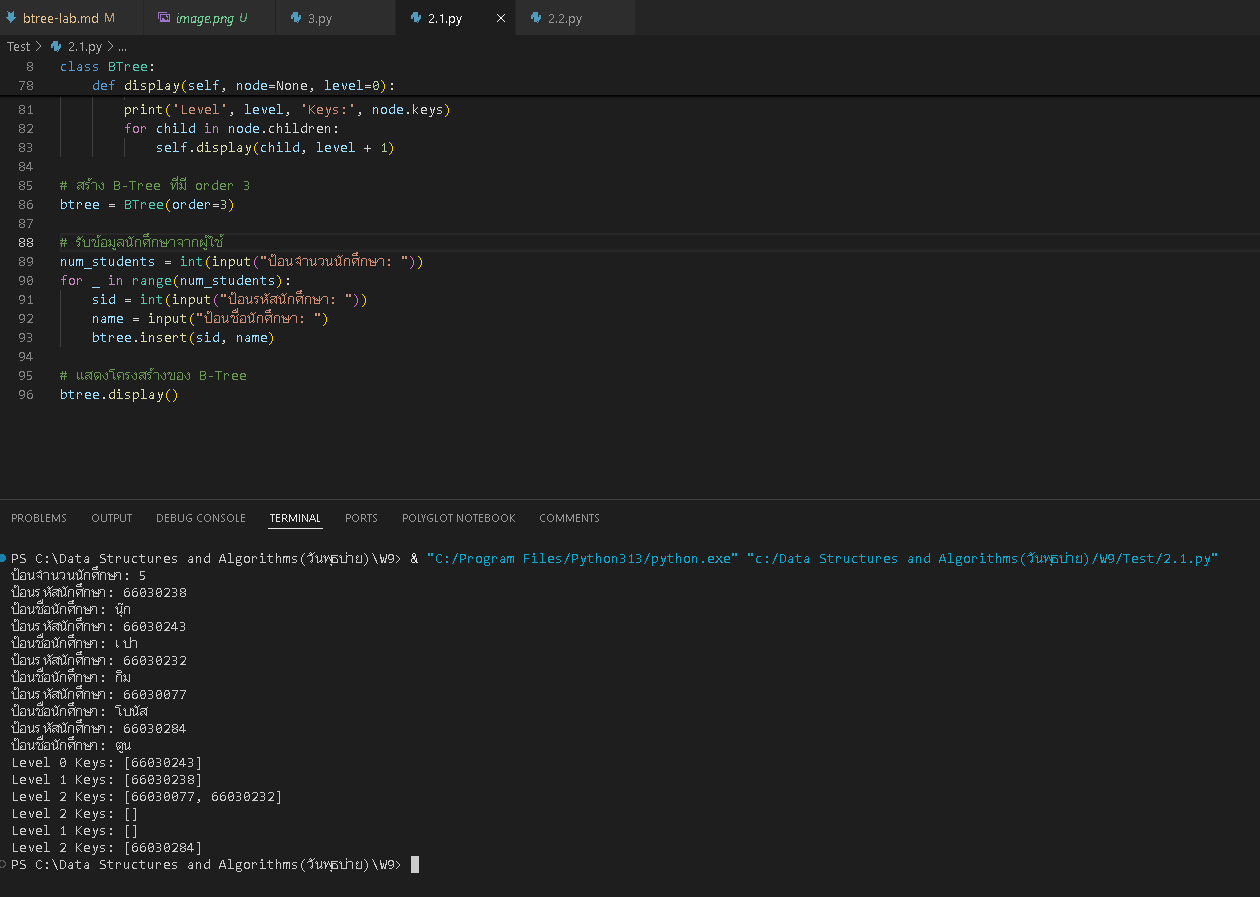 btree-lab.md M
image.png U
3.py
2.1.py
2.2.py
Test > 2.1.py > ...
8 class BTree:
78 def display(self, node=None, level=0):
81 print('Level', level, 'Keys:', node.keys)
82 for child in node.children:
83 self.display(child, level + 1)
84
85 # สร้าง B-Tree ที่มี order 3
86 btree = BTree(order=3)
87
88 # รับข้อมูลนักศึกษาจากผู้ใช้
89 num_students = int(input("ป้อนจำนวนนักศึกษา: "))
90 for _ in range(num_students):
91 sid = int(input("ป้อนรหัสนักศึกษา: "))
92 name = input("ป้อนชื่อนักศึกษา: ")
93 btree.insert(sid, name)
94
95 # แสดงโครงสร้างของ B-Tree
96 btree.display()
PROBLEMS OUTPUT DEBUG CONSOLE TERMINAL PORTS POLYGLOT NOTEBOOK COMMENTS
PS C:\Data Structures and Algorithms(วันพุธบ่าย)\W9> & "C:/Program Files/Python313/python.exe" "c:/Data Structures and Algorithms(วันพุธบ่าย)/W9/Test/2.1.py"
ป้อนจำนวนนักศึกษา: 5
ป้อนรหัสนักศึกษา: 66030238
ป้อนชื่อนักศึกษา: นุ๊ก
ป้อนรหัสนักศึกษา: 66030243
ป้อนชื่อนักศึกษา: เปา
ป้อนรหัสนักศึกษา: 66030232
ป้อนชื่อนักศึกษา: กิม
ป้อนรหัสนักศึกษา: 66030077
ป้อนชื่อนักศึกษา: โบนัส
ป้อนรหัสนักศึกษา: 66030284
ป้อนชื่อนักศึกษา: ตูน
Level 0 Keys: [66030243]
Level 1 Keys: [66030238]
Level 2 Keys: [66030077, 66030232]
Level 2 Keys: []
Level 1 Keys: []
Level 2 Keys: [66030284]
PS C:\Data Structures and Algorithms(วันพุธบ่าย)\W9>